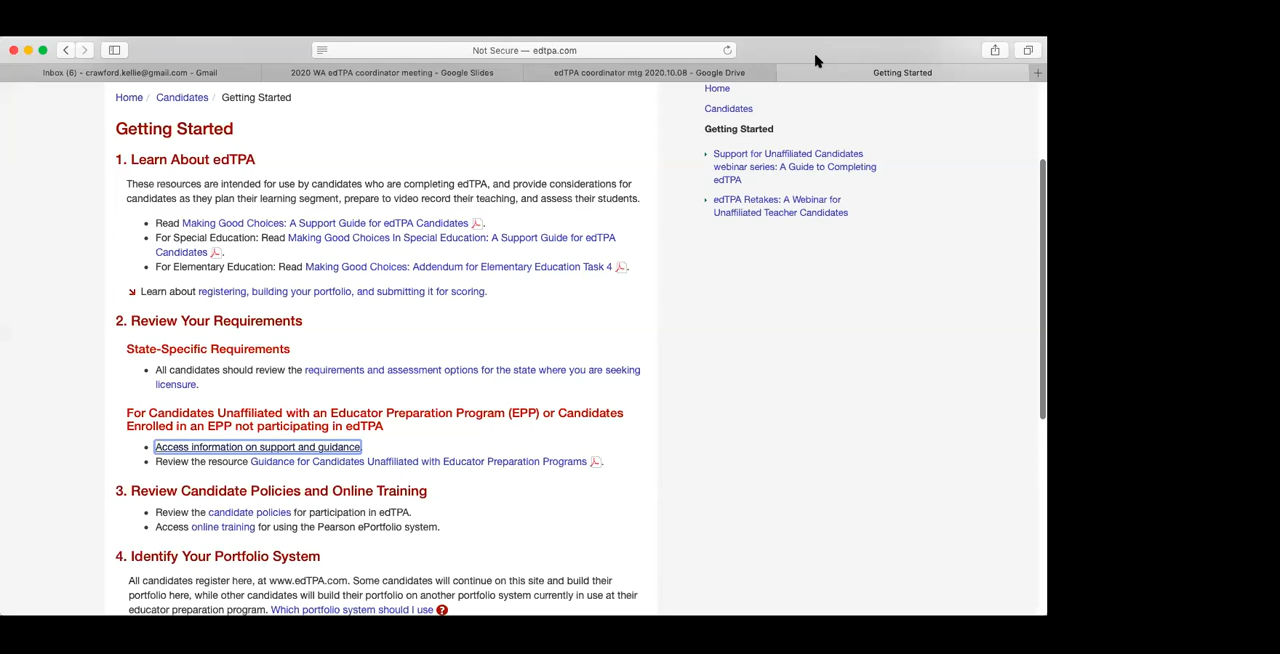 Not Secure — edtpa.com
Inbox (6) - crawford.kellie@gmail.com - Gmail
2020 WA edTPA coordinator meeting - Google Slides
edTPA coordinator mtg 2020.10.08 - Google Drive
Getting Started
Home / Candidates / Getting Started
Getting Started
1. Learn About edTPA
These resources are intended for use by candidates who are completing edTPA, and provide considerations for
candidates as they plan their learning segment, prepare to video record their teaching, and assess their students.
• Read Making Good Choices: A Support Guide for edTPA Candidates.
• For Special Education: Read Making Good Choices In Special Education: A Support Guide for edTPA
Candidates.
• For Elementary Education: Read Making Good Choices: Addendum for Elementary Education Task 4.
Learn about registering, building your portfolio, and submitting it for scoring.
2. Review Your Requirements
State-Specific Requirements
• All candidates should review the requirements and assessment options for the state where you are seeking
licensure.
For Candidates Unaffiliated with an Educator Preparation Program (EPP) or Candidates
Enrolled in an EPP not participating in edTPA
• Access information on support and guidance
• Review the resource Guidance for Candidates Unaffiliated with Educator Preparation Programs.
3. Review Candidate Policies and Online Training
• Review the candidate policies for participation in edTPA.
• Access online training for using the Pearson ePortfolio system.
4. Identify Your Portfolio System
All candidates register here, at www.edTPA.com. Some candidates will continue on this site and build their
portfolio here, while other candidates will build their portfolio on another portfolio system currently in use at their
educator preparation program. Which portfolio system should I use ?
Home
Candidates
Getting Started
Support for Unaffiliated Candidates
webinar series: A Guide to Completing
edTPA
edTPA Retakes: A Webinar for
Unaffiliated Teacher Candidates